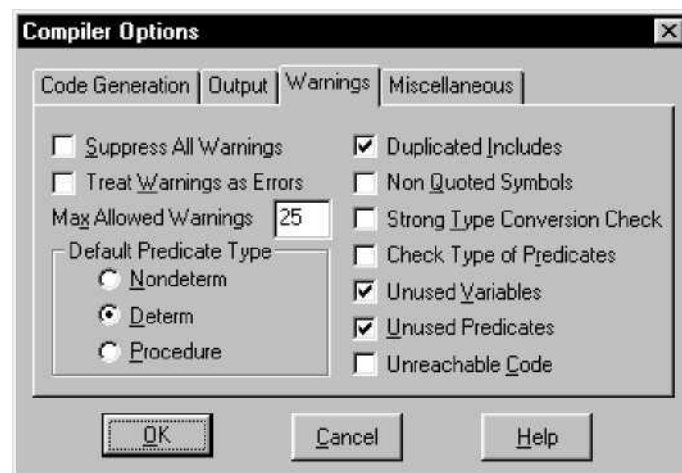 Compiler Options
Code Generation Output Warnings Miscellaneous
Suppress All Warnings
Treat Warnings as Errors
Max Allowed Warnings 25
Default Predicate Type
Nondeterm
Determ
Procedure
Duplicated Includes
Non Quoted Symbols
Strong Type Conversion Check
Check Type of Predicates
Unused Variables
Unused Predicates
Unreachable Code
OK Cancel Help